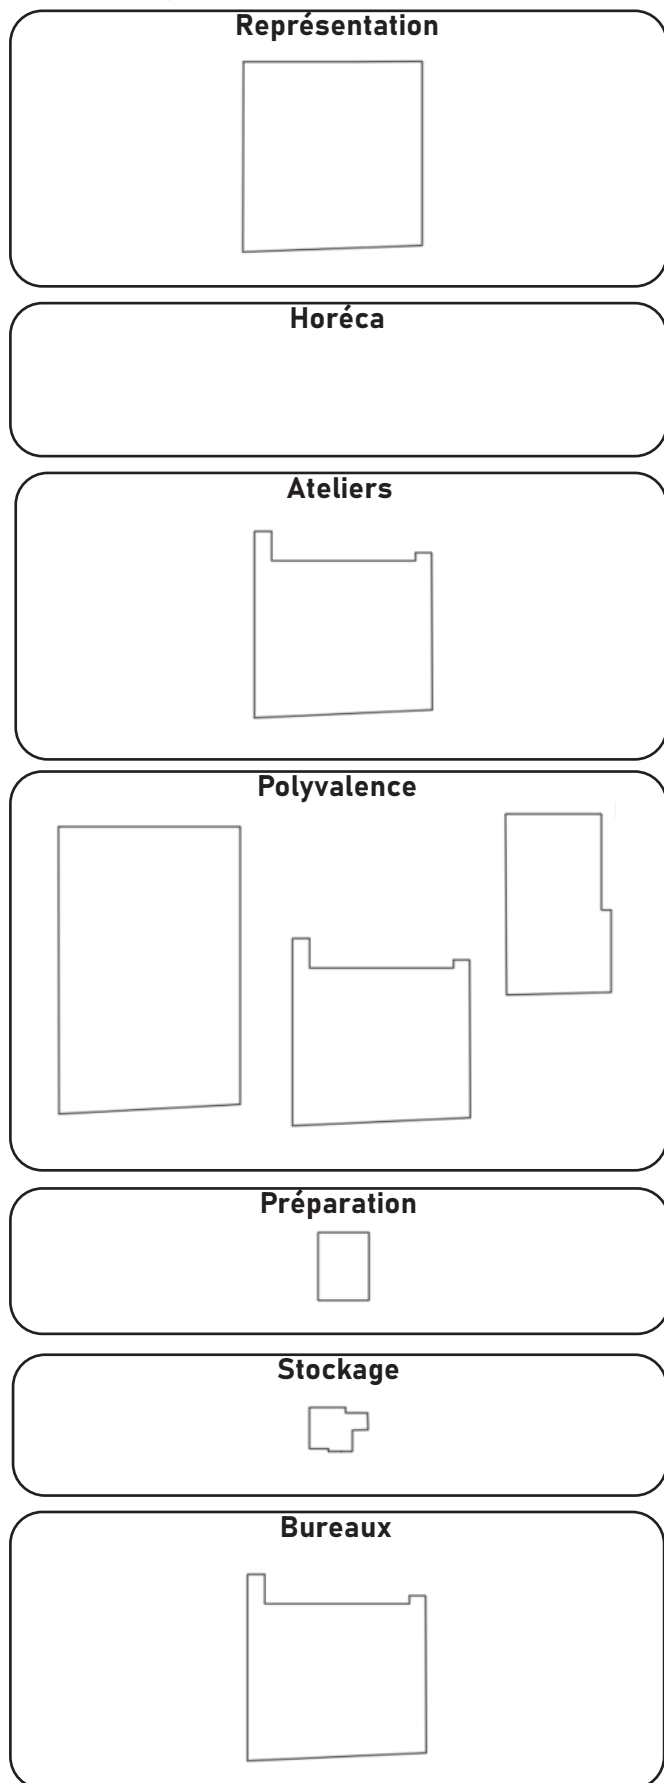 Représentation
Horéca
Ateliers
Polyvalence
Préparation
Stockage
Bureaux